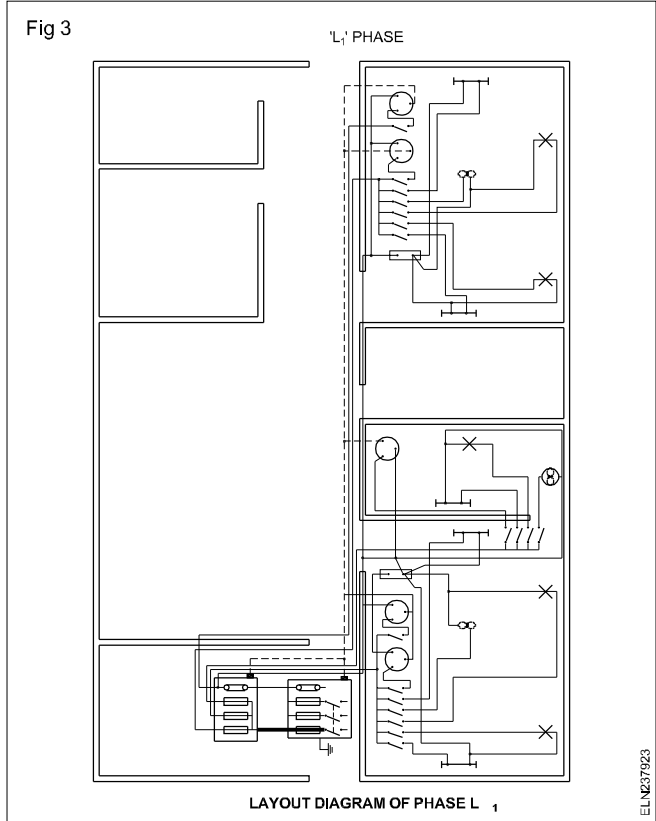 Fig 3
'L₁' PHASE
LAYOUT DIAGRAM OF PHASE L 1
ELN237923